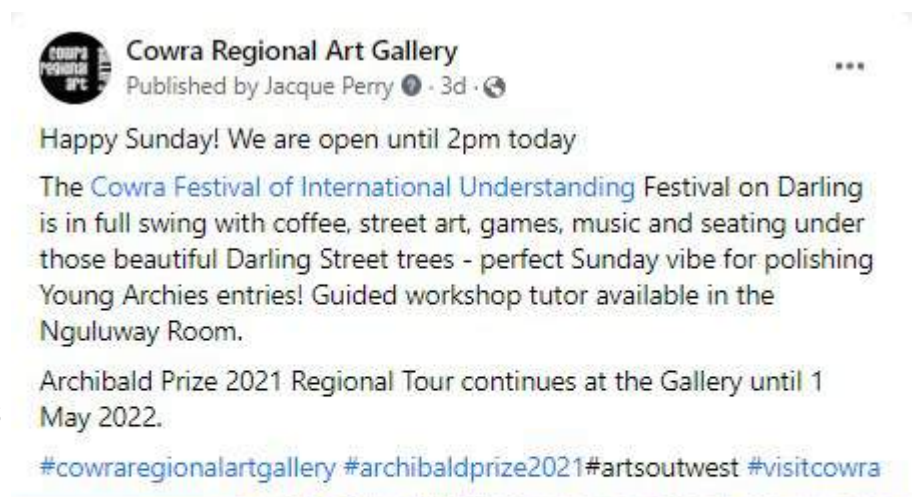 cowra
regional
art
Cowra Regional Art Gallery
Published by Jacque Perry · 3d ·
Happy Sunday! We are open until 2pm today
The Cowra Festival of International Understanding Festival on Darling
is in full swing with coffee, street art, games, music and seating under
those beautiful Darling Street trees - perfect Sunday vibe for polishing
Young Archies entries! Guided workshop tutor available in the
Nguluway Room.
Archibald Prize 2021 Regional Tour continues at the Gallery until 1
May 2022.
#cowraregionalartgallery #archibaldprize2021#artsoutwest #visitcowra